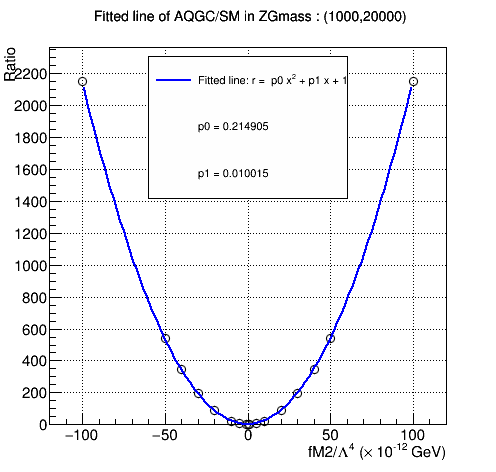 Fitted line of AQGC/SM in ZGmass : (1000,20000)
Ratio
Fitted line: r = p0 x² + p1 x + 1
p0 = 0.214905
p1 = 0.010015
2200
2000
1800
1600
1400
1200
1000
800
600
400
200
0
−100 −50 0 50 100
fM2/Λ⁴ (× 10⁻¹² GeV)